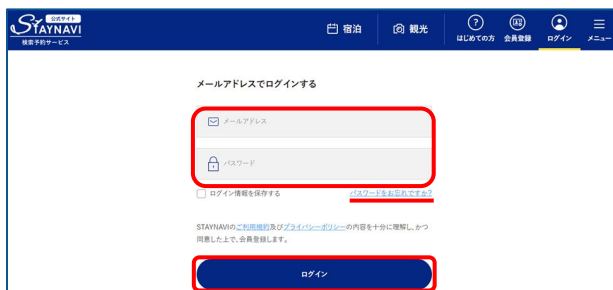 公式サイト
STAYNAVI
検索予約サービス
宿泊
観光
はじめての方
会員登録
ログイン
メニュー
メールアドレスでログインする
メールアドレス
パスワード
ログイン情報を保存する
パスワードをお忘れですか?
STAYNAVIのご利用規約及びプライバシーポリシーの内容を十分に理解し、かつ
同意した上で、会員登録します。
ログイン